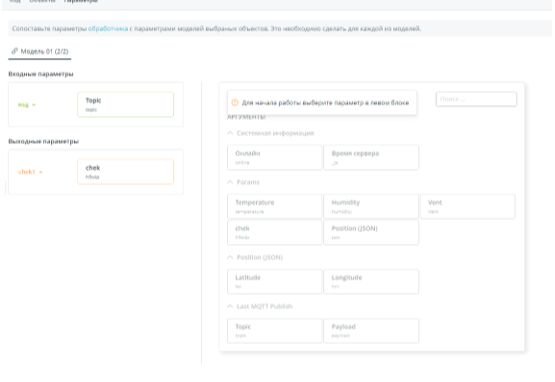 Код Объекты Параметры
Сопоставьте параметры обработчика с параметрами моделей выбраных объектов. Это необходимо сделать для каждой из моделей.
Модель 01 (2/2)
Входные параметры
msg
Topic
topic
Выходные параметры
chek1
chek
Для начала работы выберите параметр в левом блоке
Поиск ...
АРГУМЕНТЫ
Системная информация
Онлайн
online
Время сервера
_ts
Params
Temperature
temperature
Humidity
humidity
Vent
vent
chek
Position (JSON)
pos
Position (JSON)
Latitude
lat
Longitude
lon
Last MQTT Publish
Topic
topic
Payload
payload